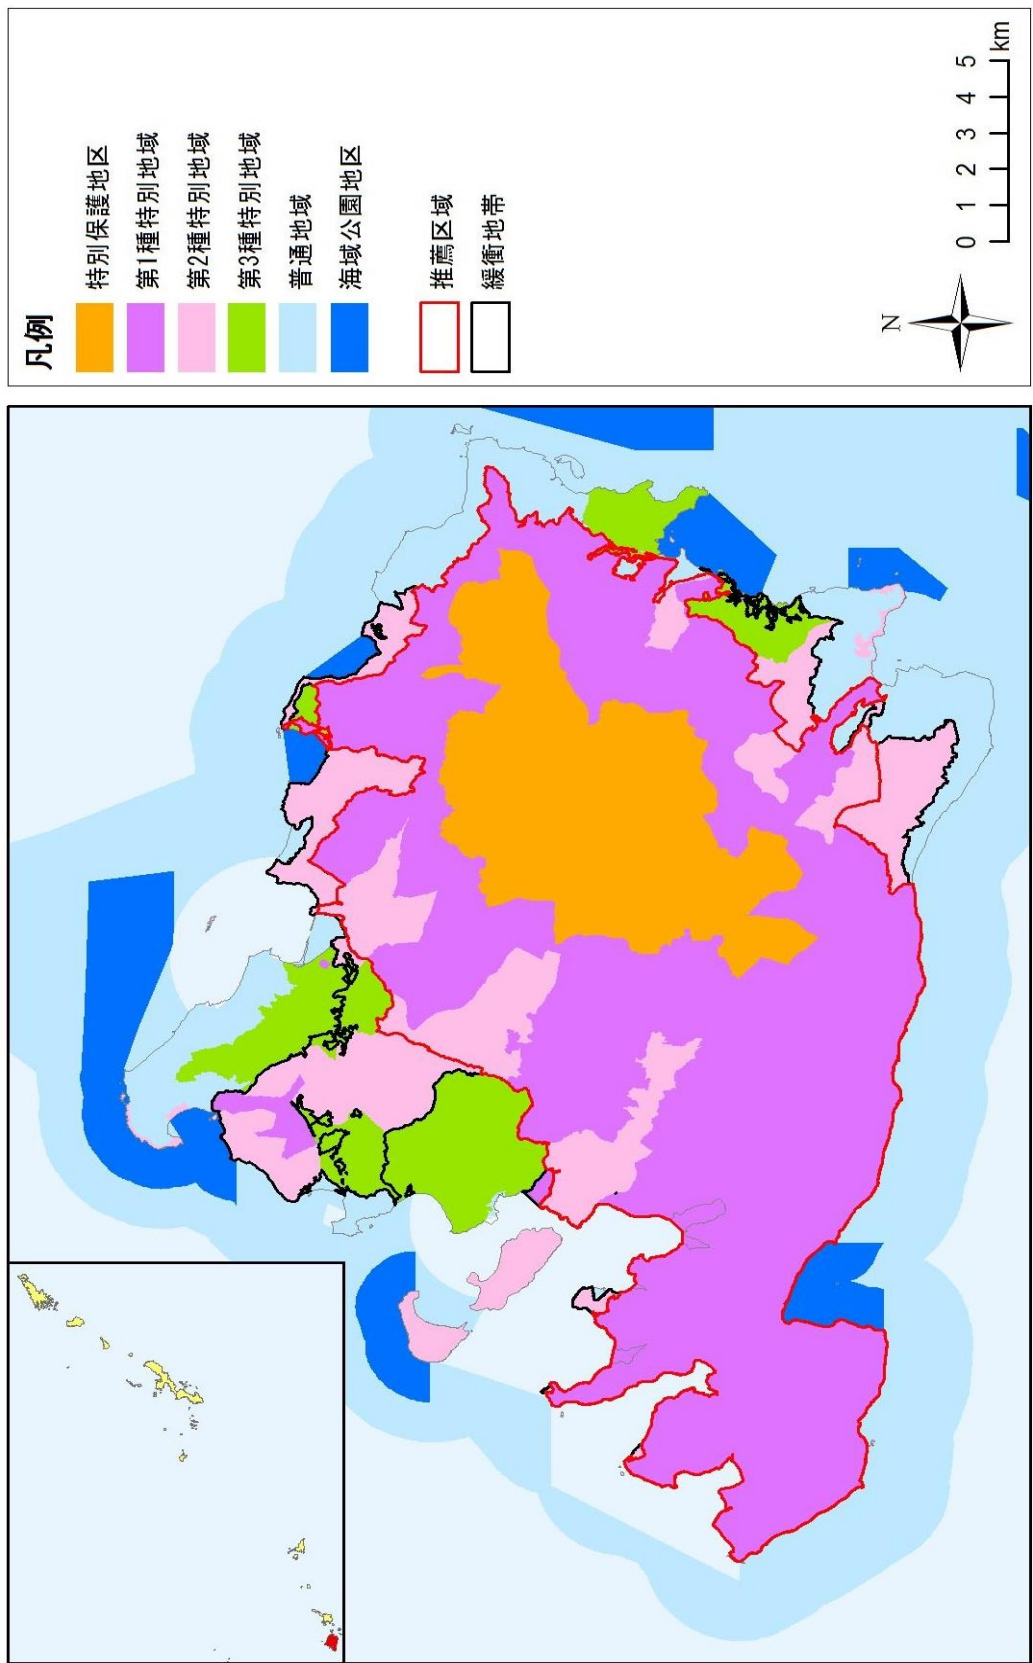 凡例
特別保護地区
第1種特別地域
第2種特別地域
第3種特別地域
普通地域
海域公園地区
推薦区域
緩衝地帯
N
0 1 2 3 4 5
km